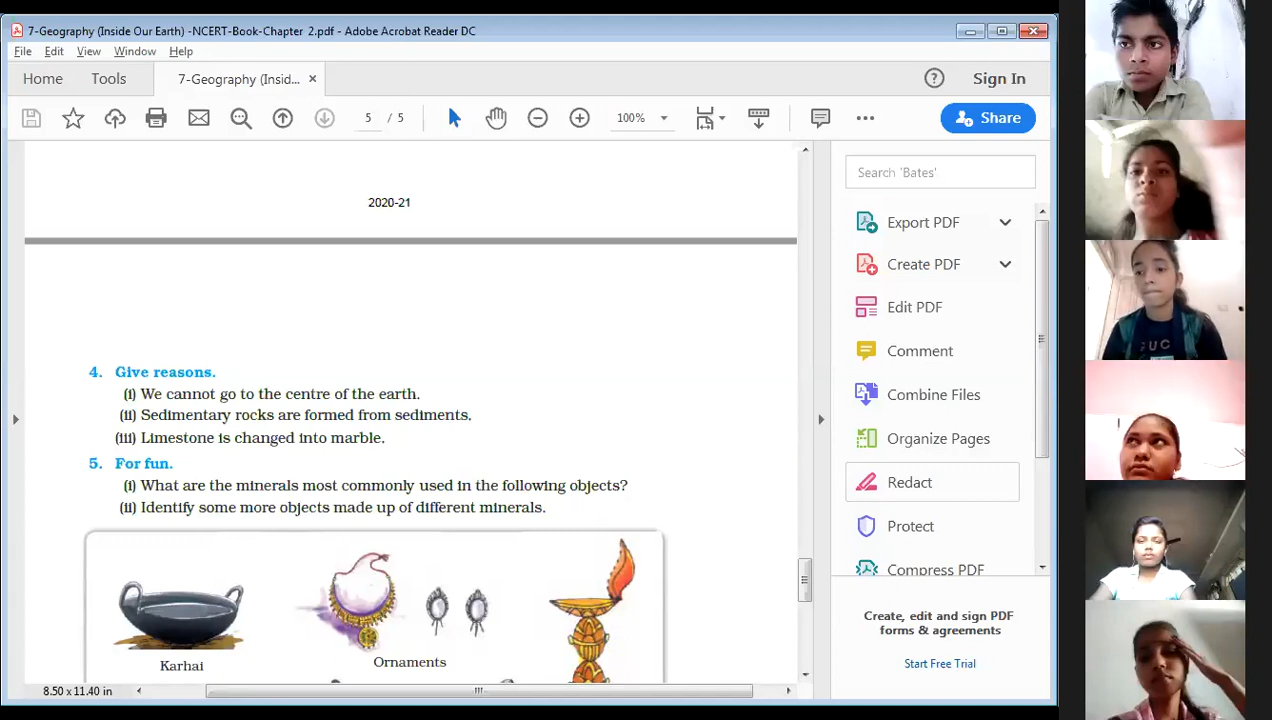 7-Geography (Inside Our Earth) -NCERT-Book-Chapter 2.pdf - Adobe Acrobat Reader DC
File Edit View Window Help
Home Tools 7-Geography (Insid... × Sign In
5 / 5 100% Share
2020-21
4. Give reasons.
(i) We cannot go to the centre of the earth.
(ii) Sedimentary rocks are formed from sediments.
(iii) Limestone is changed into marble.
5. For fun.
(i) What are the minerals most commonly used in the following objects?
(ii) Identify some more objects made up of different minerals.
Karhai
Ornaments
8.50 x 11.40 in
Search 'Bates'
Export PDF
Create PDF
Edit PDF
Comment
Combine Files
Organize Pages
Redact
Protect
Compress PDF
Create, edit and sign PDF
forms & agreements
Start Free Trial